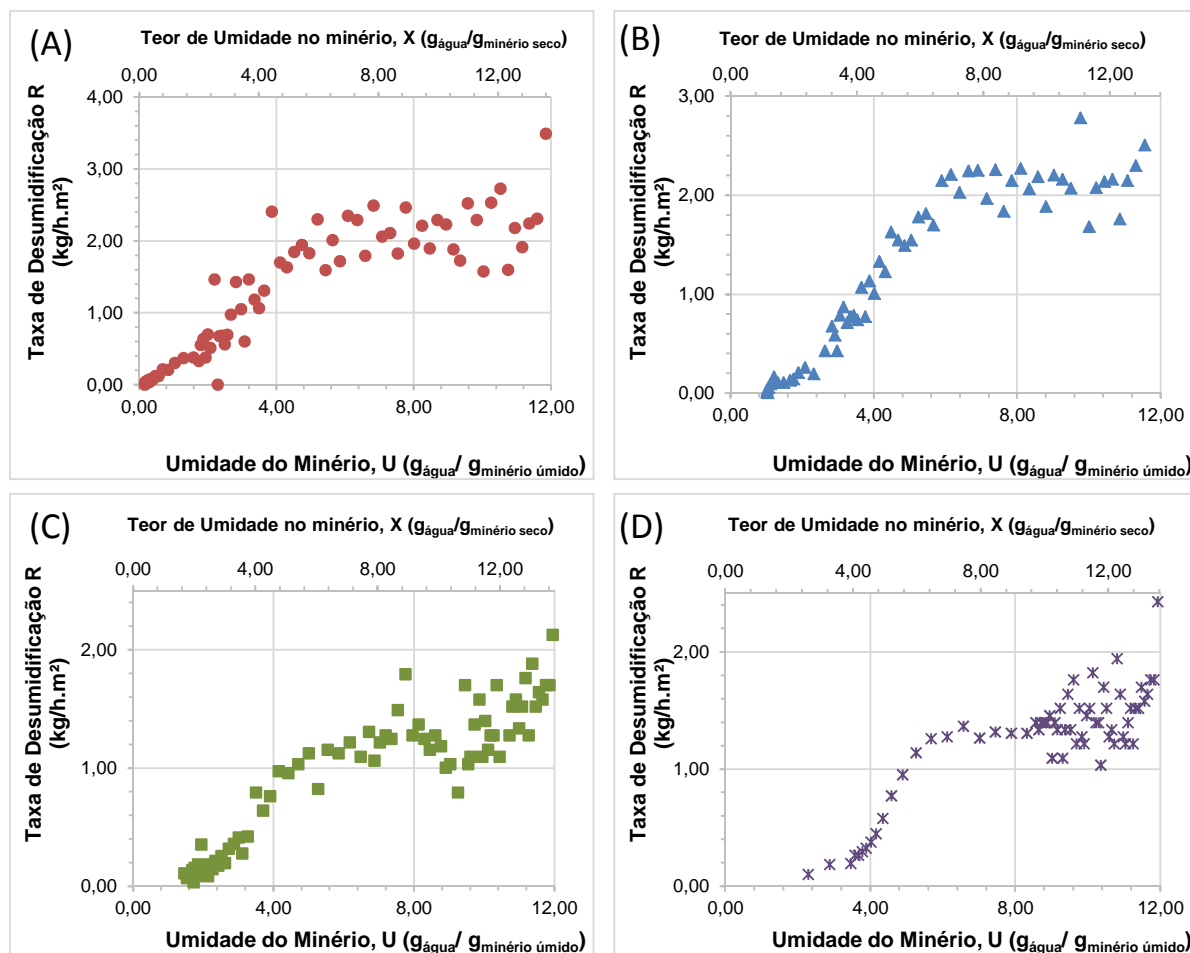 (A)
Teor de Umidade no minério, X (gágua/gminério seco)
0,00 4,00 8,00 12,00
4,00
3,00
2,00
1,00
0,00
Taxa de Desumidificação R
(kg/h.m²)
0,00 4,00 8,00 12,00
Umidade do Minério, U (gágua/ gminério úmido)
(B)
Teor de Umidade no minério, X (gágua/gminério seco)
0,00 4,00 8,00 12,00
3,00
2,00
1,00
0,00
Taxa de Desumidificação R
(kg/h.m²)
0,00 4,00 8,00 12,00
Umidade do Minério, U (gágua/ gminério úmido)
(C)
Teor de Umidade no minério, X (gágua/gminério seco)
0,00 4,00 8,00 12,00
2,00
1,00
0,00
Taxa de Desumidificação R
(kg/h.m²)
0,00 4,00 8,00 12,00
Umidade do Minério, U (gágua/ gminério úmido)
(D)
Teor de Umidade no minério, X (gágua/gminério seco)
0,00 4,00 8,00 12,00
2,00
1,00
0,00
Taxa de Desumidificação R
(kg/h.m²)
0,00 4,00 8,00 12,00
Umidade do Minério, U (gágua/ gminério úmido)